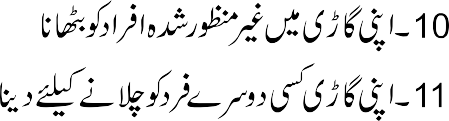 10۔اپنی گاڑی میں غیر منظور شدہ افراد کو بٹھانا
11۔اپنی گاڑی کسی دوسرے فرد کو چلانے کیلئے دینا